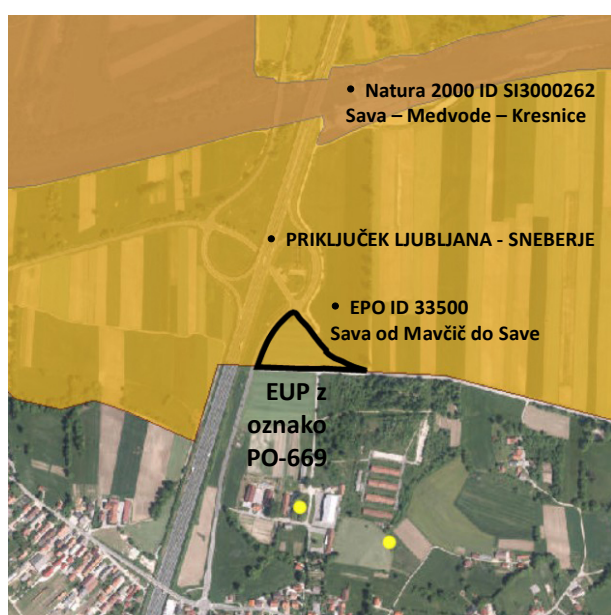 • Natura 2000 ID SI3000262
Sava – Medvode – Kresnice
• PRIKLJUČEK LJUBLJANA - SNEBERJE
• EPO ID 33500
Sava od Mavčič do Save
EUP z
oznako
PO-669